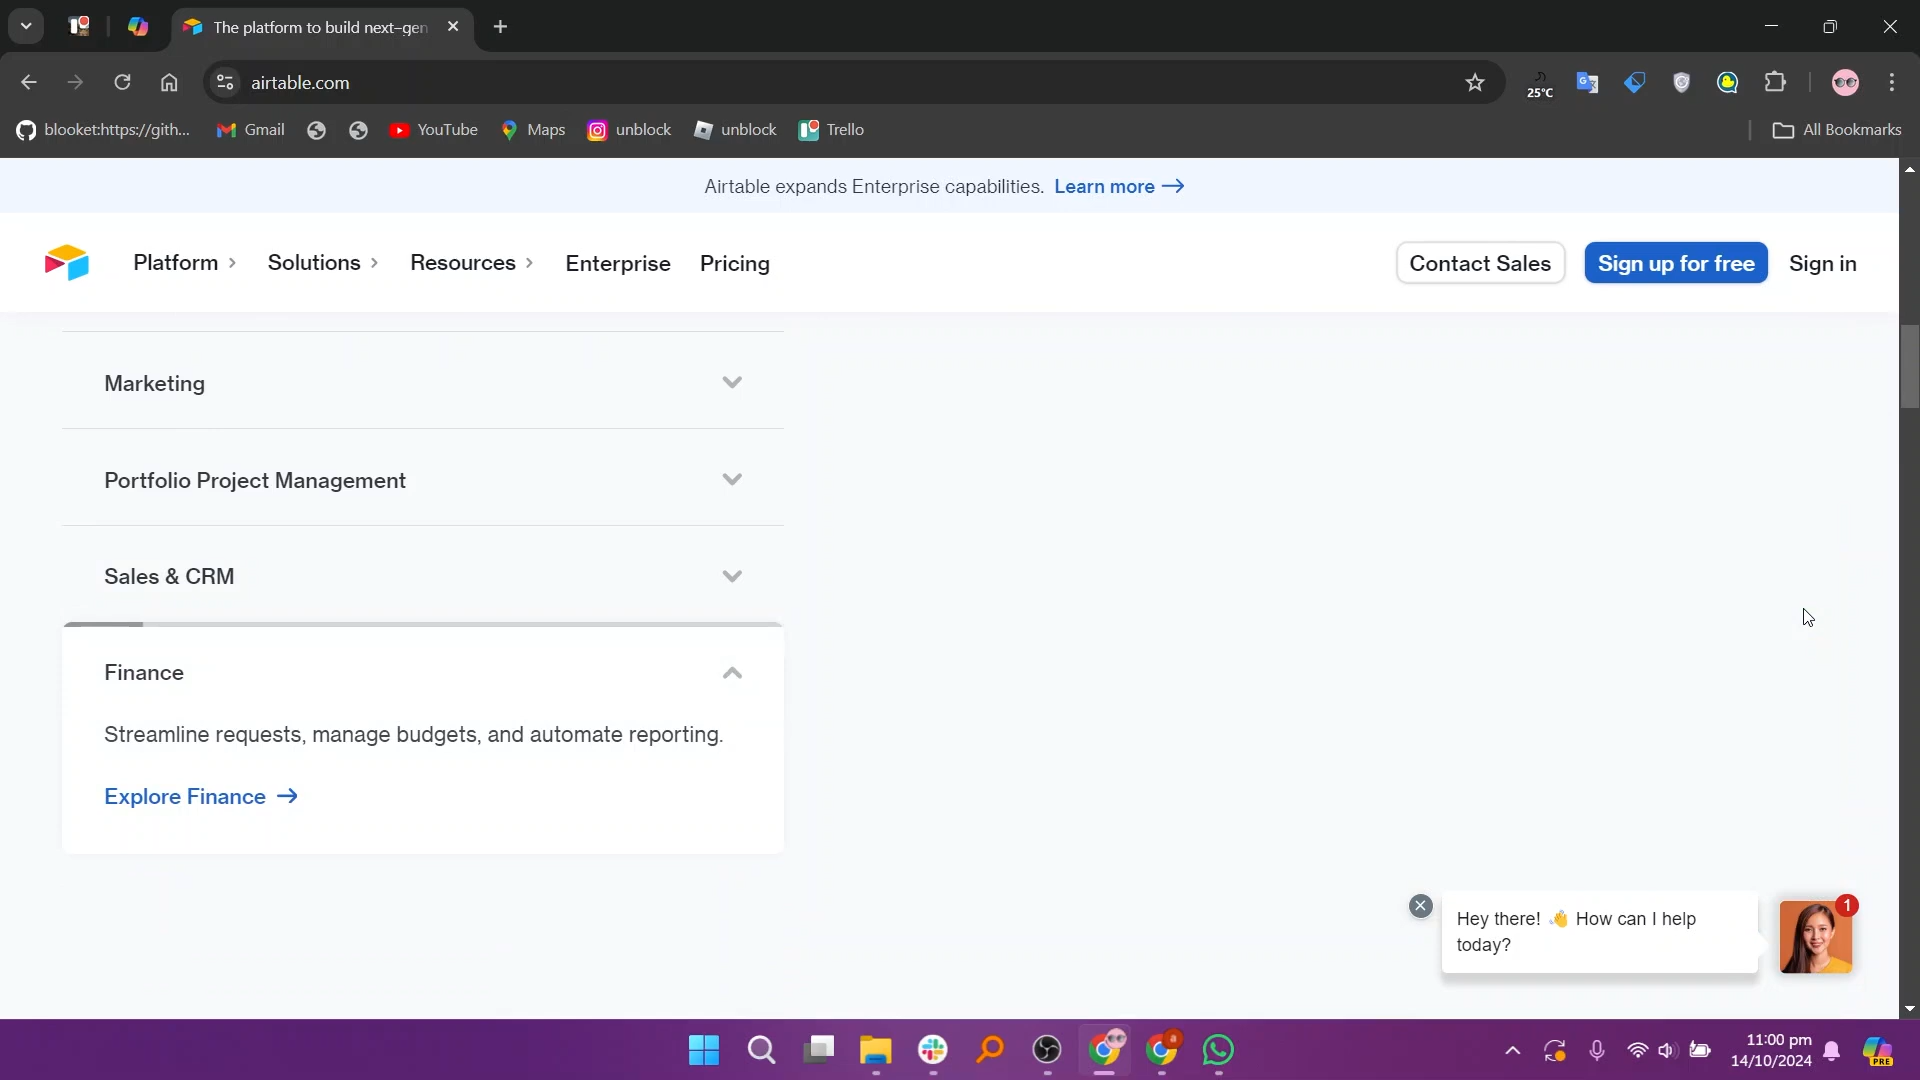 The platform to build next-gen
airtable.com
25°C
blooket:https://gith...
Gmail
YouTube
Maps
unblock
unblock
Trello
All Bookmarks
Airtable expands Enterprise capabilities. Learn more →
Platform
Solutions
Resources
Enterprise
Pricing
Contact Sales
Sign up for free
Sign in
Marketing
Portfolio Project Management
Sales & CRM
Finance
Streamline requests, manage budgets, and automate reporting.
Explore Finance →
Hey there! 👋 How can I help
today?
1
11:00 pm
14/10/2024
PRE